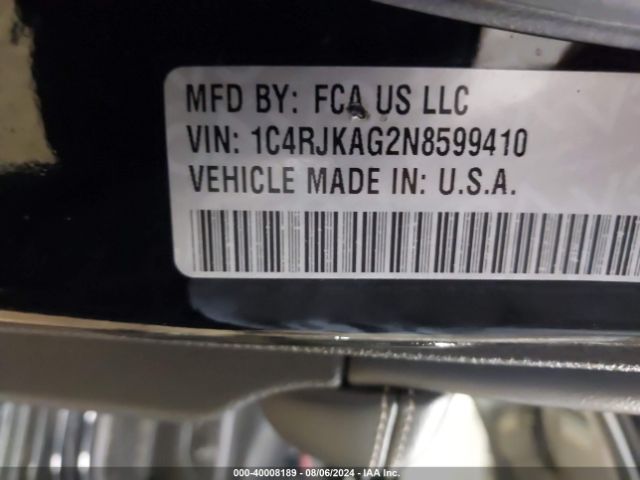 MFD BY: FCA US LLC
VIN: 1C4RJKAG2N8599410
VEHICLE MADE IN: U.S.A.
000-40008189 - 08/06/2024 - IAA Inc.